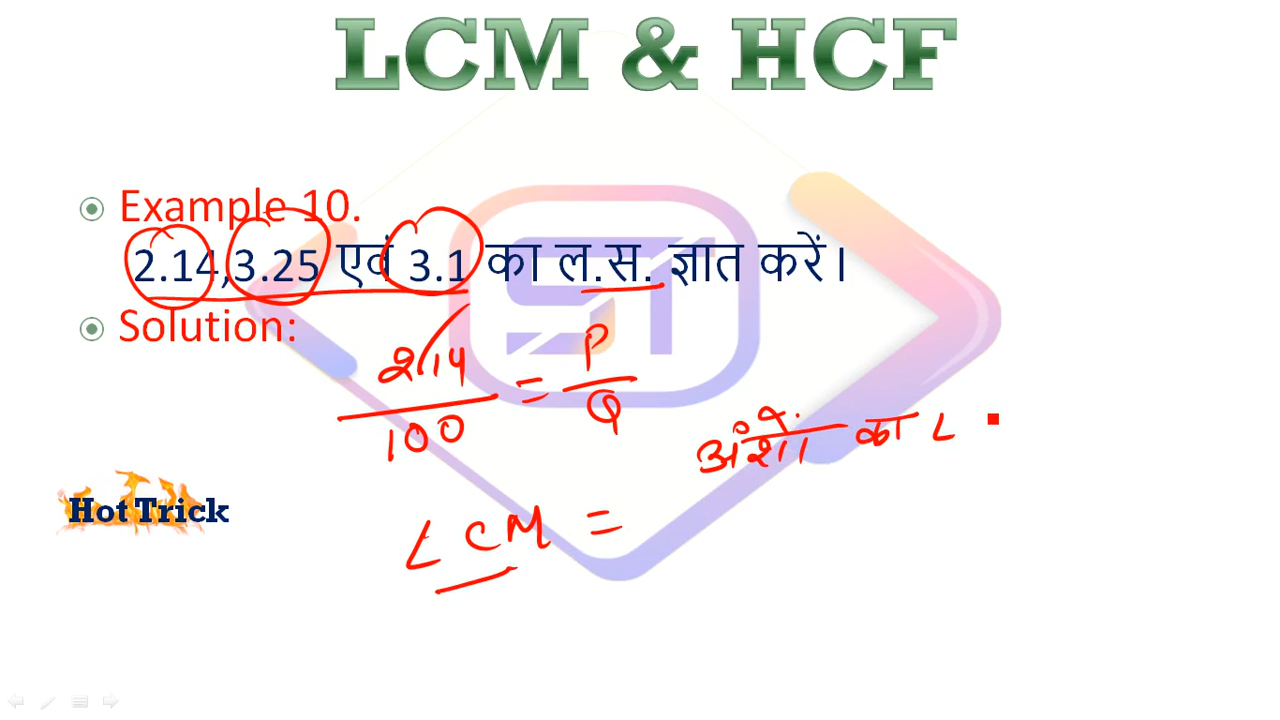 LCM & HCF
Example 10.
2.14,3.25 एवं 3.1 का ल.स. ज्ञात करें।
Solution:
214
100
=
P
Q
अंशों का L
Hot Trick
LCM =